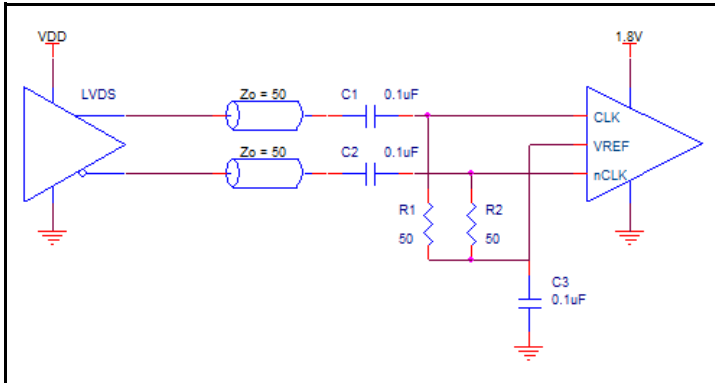 VDD
1.8V
LVDS
Zo = 50
C1
0.1uF
CLK
Zo = 50
C2
0.1uF
VREF
nCLK
R1
50
R2
50
C3
0.1uF